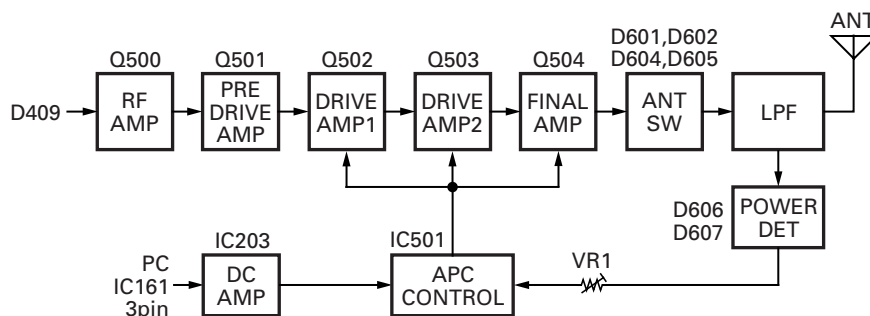 ANT
D601,D602
D604,D605
Q500
Q501
Q502
Q503
Q504
D409
RF
AMP
PRE
DRIVE
AMP
DRIVE
AMP1
DRIVE
AMP2
FINAL
AMP
ANT
SW
LPF
D606
D607
POWER
DET
IC203
IC501
VR1
PC
IC161
3pin
DC
AMP
APC
CONTROL